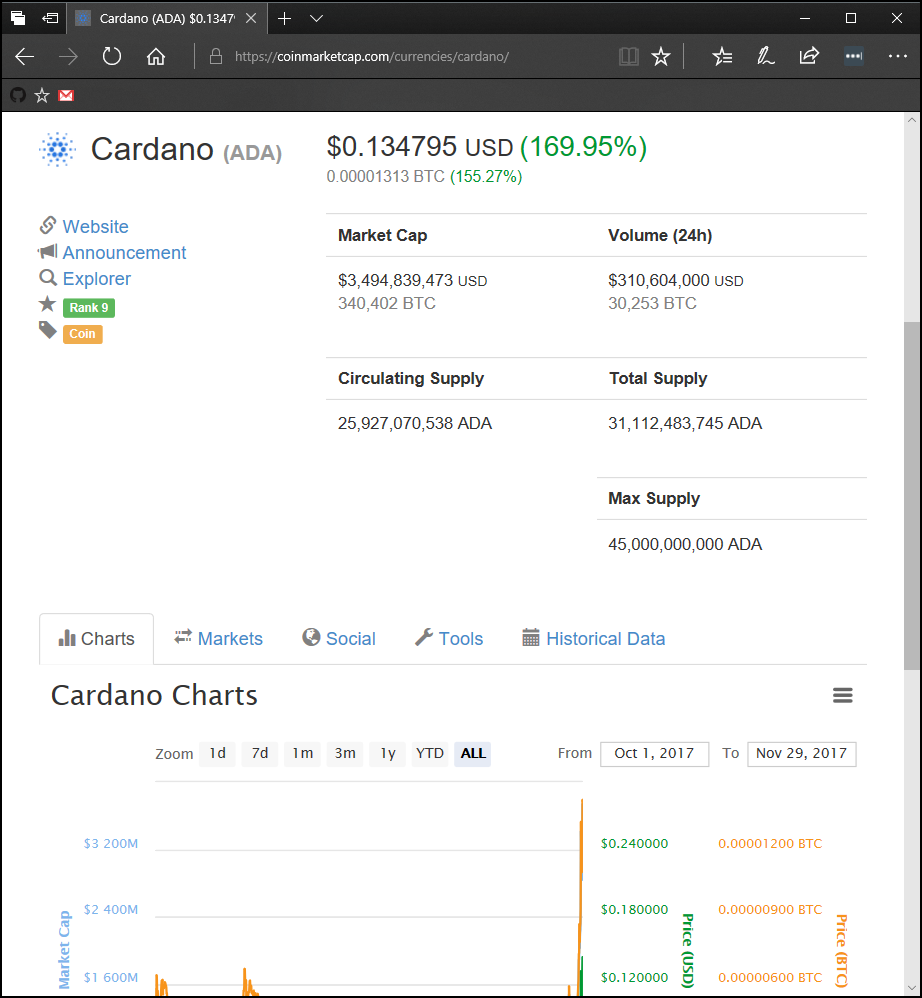 Cardano (ADA) $0.1347
https://coinmarketcap.com/currencies/cardano/
Cardano (ADA)
$0.134795 USD (169.95%)
0.00001313 BTC (155.27%)
Website
Announcement
Explorer
Rank 9
Coin
Market Cap Volume (24h)
$3,494,839,473 USD $310,604,000 USD
340,402 BTC 30,253 BTC
Circulating Supply Total Supply
25,927,070,538 ADA 31,112,483,745 ADA
Max Supply
45,000,000,000 ADA
Charts Markets Social Tools Historical Data
Cardano Charts
Zoom 1d 7d 1m 3m 1y YTD ALL From Oct 1, 2017 To Nov 29, 2017
$3 200M $0.240000 0.00001200 BTC
$2 400M $0.180000 0.00000900 BTC
Market Cap Price (USD) Price (BTC)
$1 600M $0.120000 0.00000600 BTC